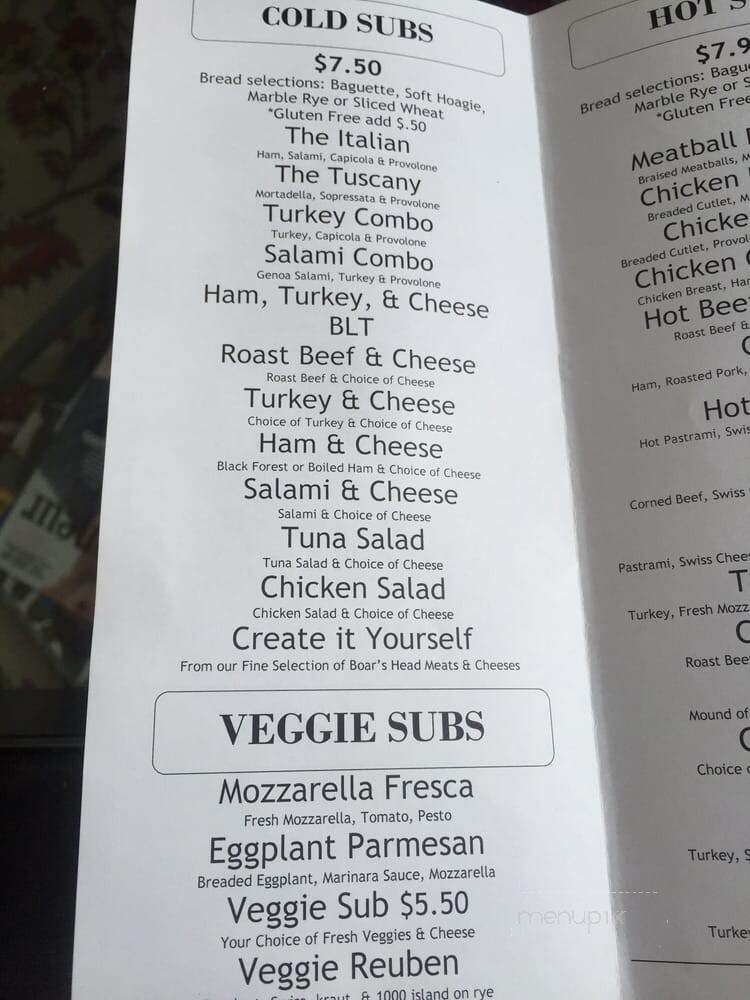 COLD SUBS
$7.50
Bread selections: Baguette, Soft Hoagie,
Marble Rye or Sliced Wheat
*Gluten Free add $.50
The Italian
Ham, Salami, Capicola & Provolone
The Tuscany
Mortadella, Sopressata & Provolone
Turkey Combo
Turkey, Capicola & Provolone
Salami Combo
Genoa Salami, Turkey & Provolone
Ham, Turkey, & Cheese
BLT
Roast Beef & Cheese
Roast Beef & Choice of Cheese
Turkey & Cheese
Choice of Turkey & Choice of Cheese
Ham & Cheese
Black Forest or Boiled Ham & Choice of Cheese
Salami & Cheese
Salami & Choice of Cheese
Tuna Salad
Tuna Salad & Choice of Cheese
Chicken Salad
Chicken Salad & Choice of Cheese
Create it Yourself
From our Fine Selection of Boar's Head Meats & Cheeses
VEGGIE SUBS
Mozzarella Fresca
Fresh Mozzarella, Tomato, Pesto
Eggplant Parmesan
Breaded Eggplant, Marinara Sauce, Mozzarella
Veggie Sub $5.50
Your Choice of Fresh Veggies & Cheese
Veggie Reuben
Swiss, kraut, & 1000 island on rye
HOT
$7.9
Bread selections:
Marble Rye or
*Gluten Free
Meatball
Braised Meatballs,
Chicken
Breaded Cutlet,
Chicke
Breaded Cutlet,
Chicken
Chicken Breast,
Hot
Roast Beef &
Ham, Roasted Pork,
Hot
Hot Pastrami,
Corned Beef, Swiss
Pastrami, Swiss
Turkey, Fresh
Roast
Mound of
Choice
Turkey,
menupix